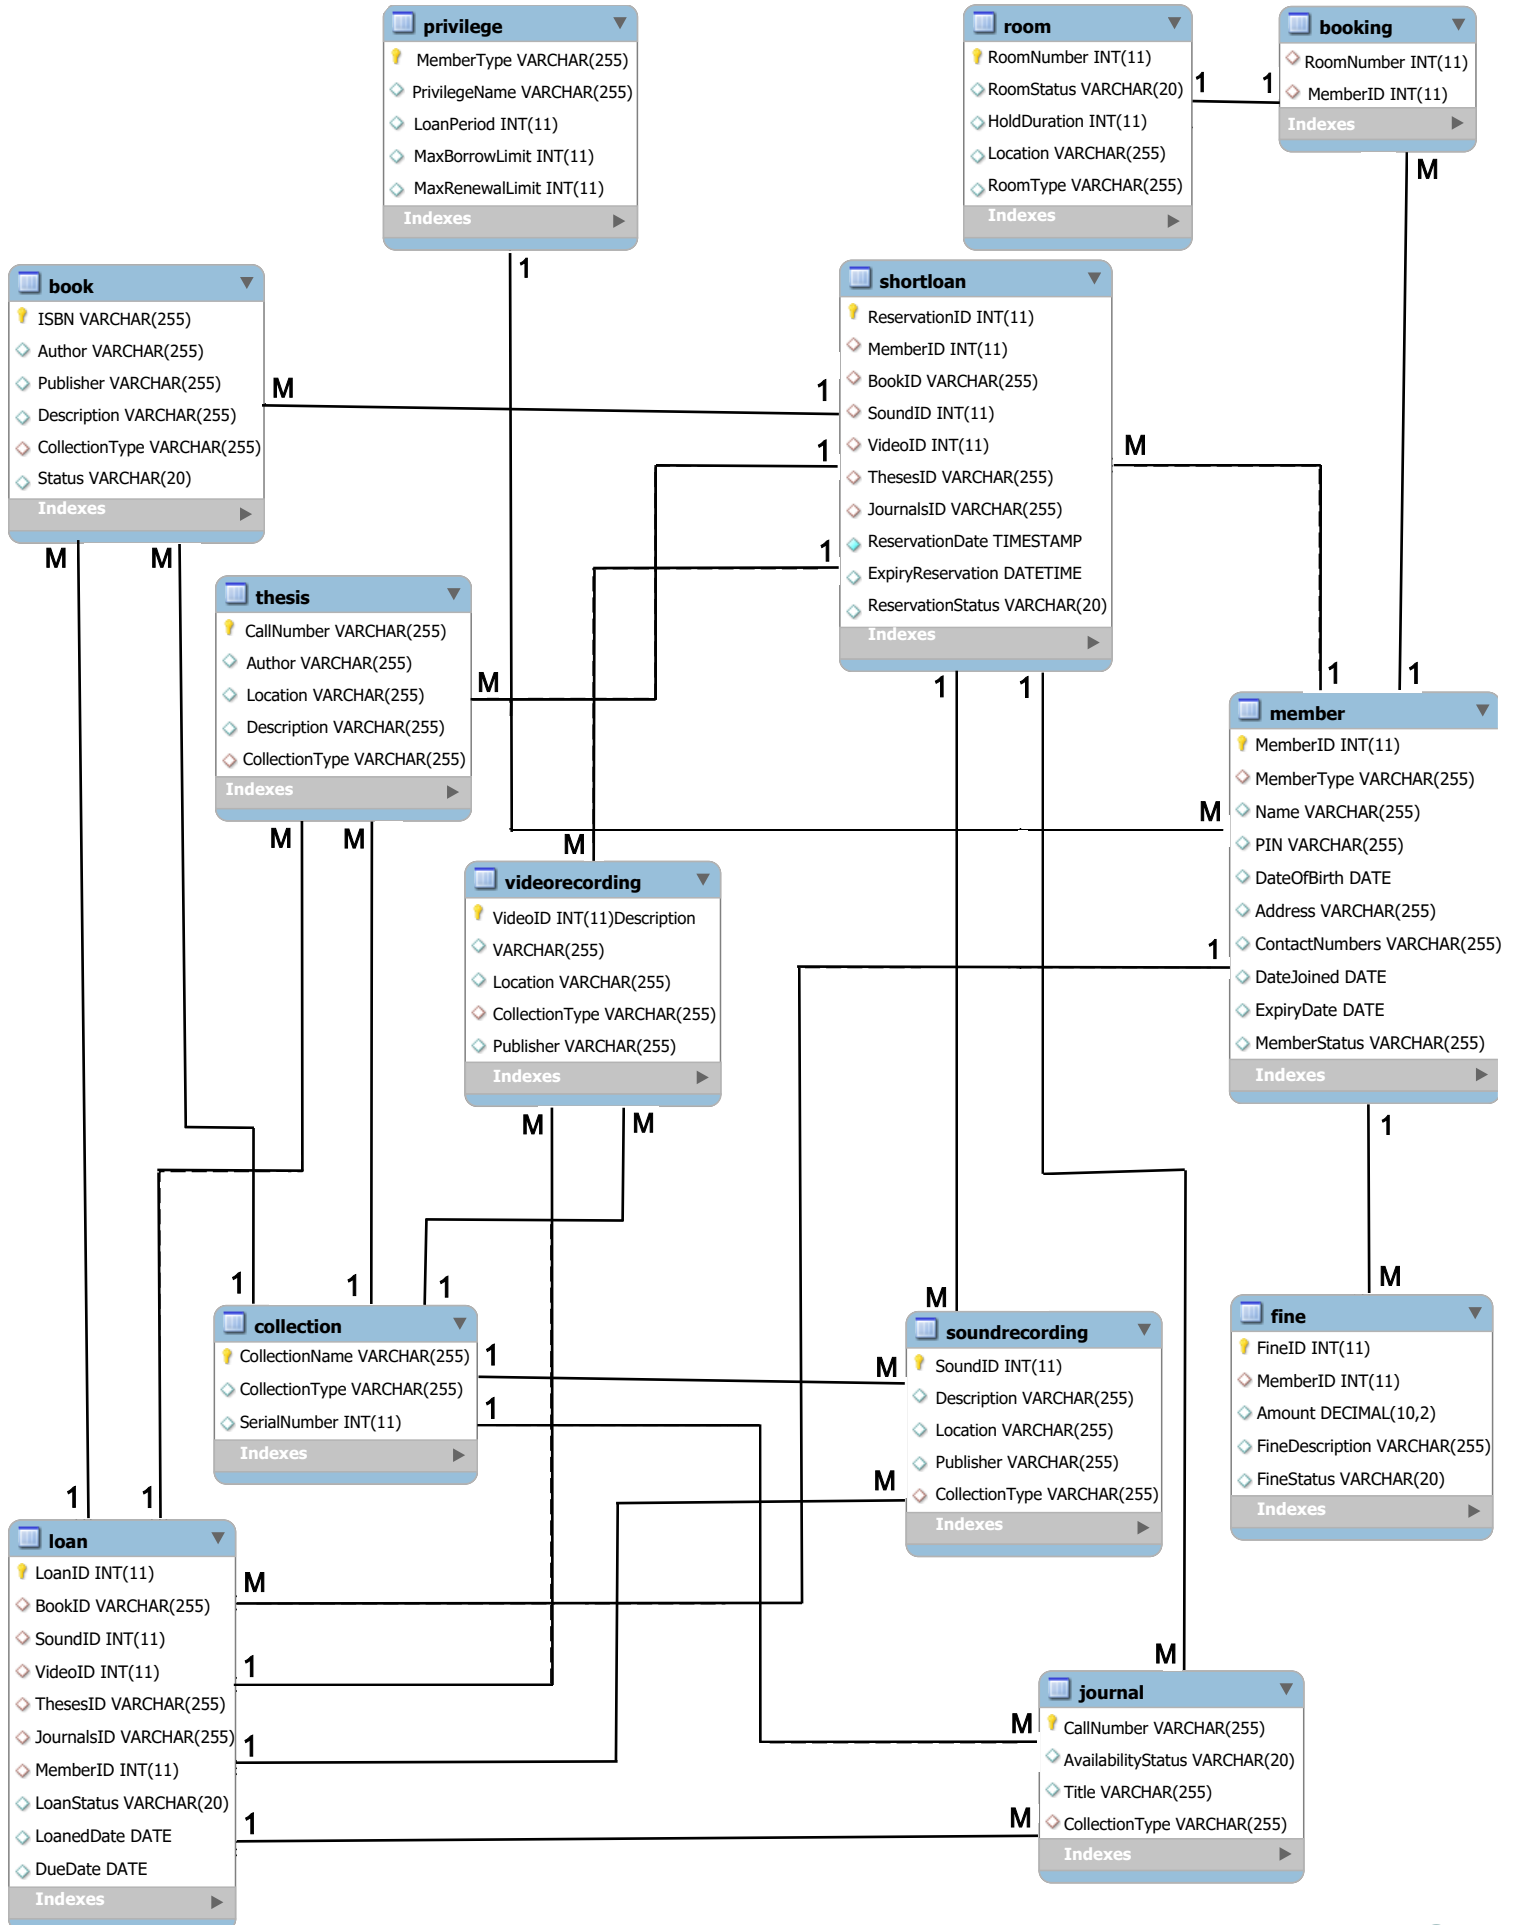 privilege
MemberType VARCHAR(255)
PrivilegeName VARCHAR(255)
LoanPeriod INT(11)
MaxBorrowLimit INT(11)
MaxRenewalLimit INT(11)
Indexes
1
room
RoomNumber INT(11)
RoomStatus VARCHAR(20)
HoldDuration INT(11)
Location VARCHAR(255)
RoomType VARCHAR(255)
Indexes
1
1
booking
RoomNumber INT(11)
MemberID INT(11)
Indexes
M
book
ISBN VARCHAR(255)
Author VARCHAR(255)
Publisher VARCHAR(255)
Description VARCHAR(255)
CollectionType VARCHAR(255)
Status VARCHAR(20)
Indexes
M
M
M
shortloan
ReservationID INT(11)
MemberID INT(11)
BookID VARCHAR(255)
SoundID INT(11)
VideoID INT(11)
ThesesID VARCHAR(255)
JournalsID VARCHAR(255)
ReservationDate TIMESTAMP
ExpiryReservation DATETIME
ReservationStatus VARCHAR(20)
Indexes
1
1
1
M
1
1
thesis
CallNumber VARCHAR(255)
Author VARCHAR(255)
Location VARCHAR(255)
Description VARCHAR(255)
CollectionType VARCHAR(255)
Indexes
M
M
M
1
1
member
MemberID INT(11)
MemberType VARCHAR(255)
Name VARCHAR(255)
PIN VARCHAR(255)
DateOfBirth DATE
Address VARCHAR(255)
ContactNumbers VARCHAR(255)
DateJoined DATE
ExpiryDate DATE
MemberStatus VARCHAR(255)
Indexes
M
1
1
M
videorecording
VideoID INT(11)Description
VARCHAR(255)
Location VARCHAR(255)
CollectionType VARCHAR(255)
Publisher VARCHAR(255)
Indexes
M
M
1
1
1
collection
CollectionName VARCHAR(255)
CollectionType VARCHAR(255)
SerialNumber INT(11)
Indexes
1
1
M
soundrecording
SoundID INT(11)
Description VARCHAR(255)
Location VARCHAR(255)
Publisher VARCHAR(255)
CollectionType VARCHAR(255)
Indexes
M
M
M
fine
FineID INT(11)
MemberID INT(11)
Amount DECIMAL(10,2)
FineDescription VARCHAR(255)
FineStatus VARCHAR(20)
Indexes
1
1
loan
LoanID INT(11)
BookID VARCHAR(255)
SoundID INT(11)
VideoID INT(11)
ThesesID VARCHAR(255)
JournalsID VARCHAR(255)
MemberID INT(11)
LoanStatus VARCHAR(20)
LoanedDate DATE
DueDate DATE
Indexes
M
1
1
1
M
journal
CallNumber VARCHAR(255)
AvailabilityStatus VARCHAR(20)
Title VARCHAR(255)
CollectionType VARCHAR(255)
Indexes
M
M